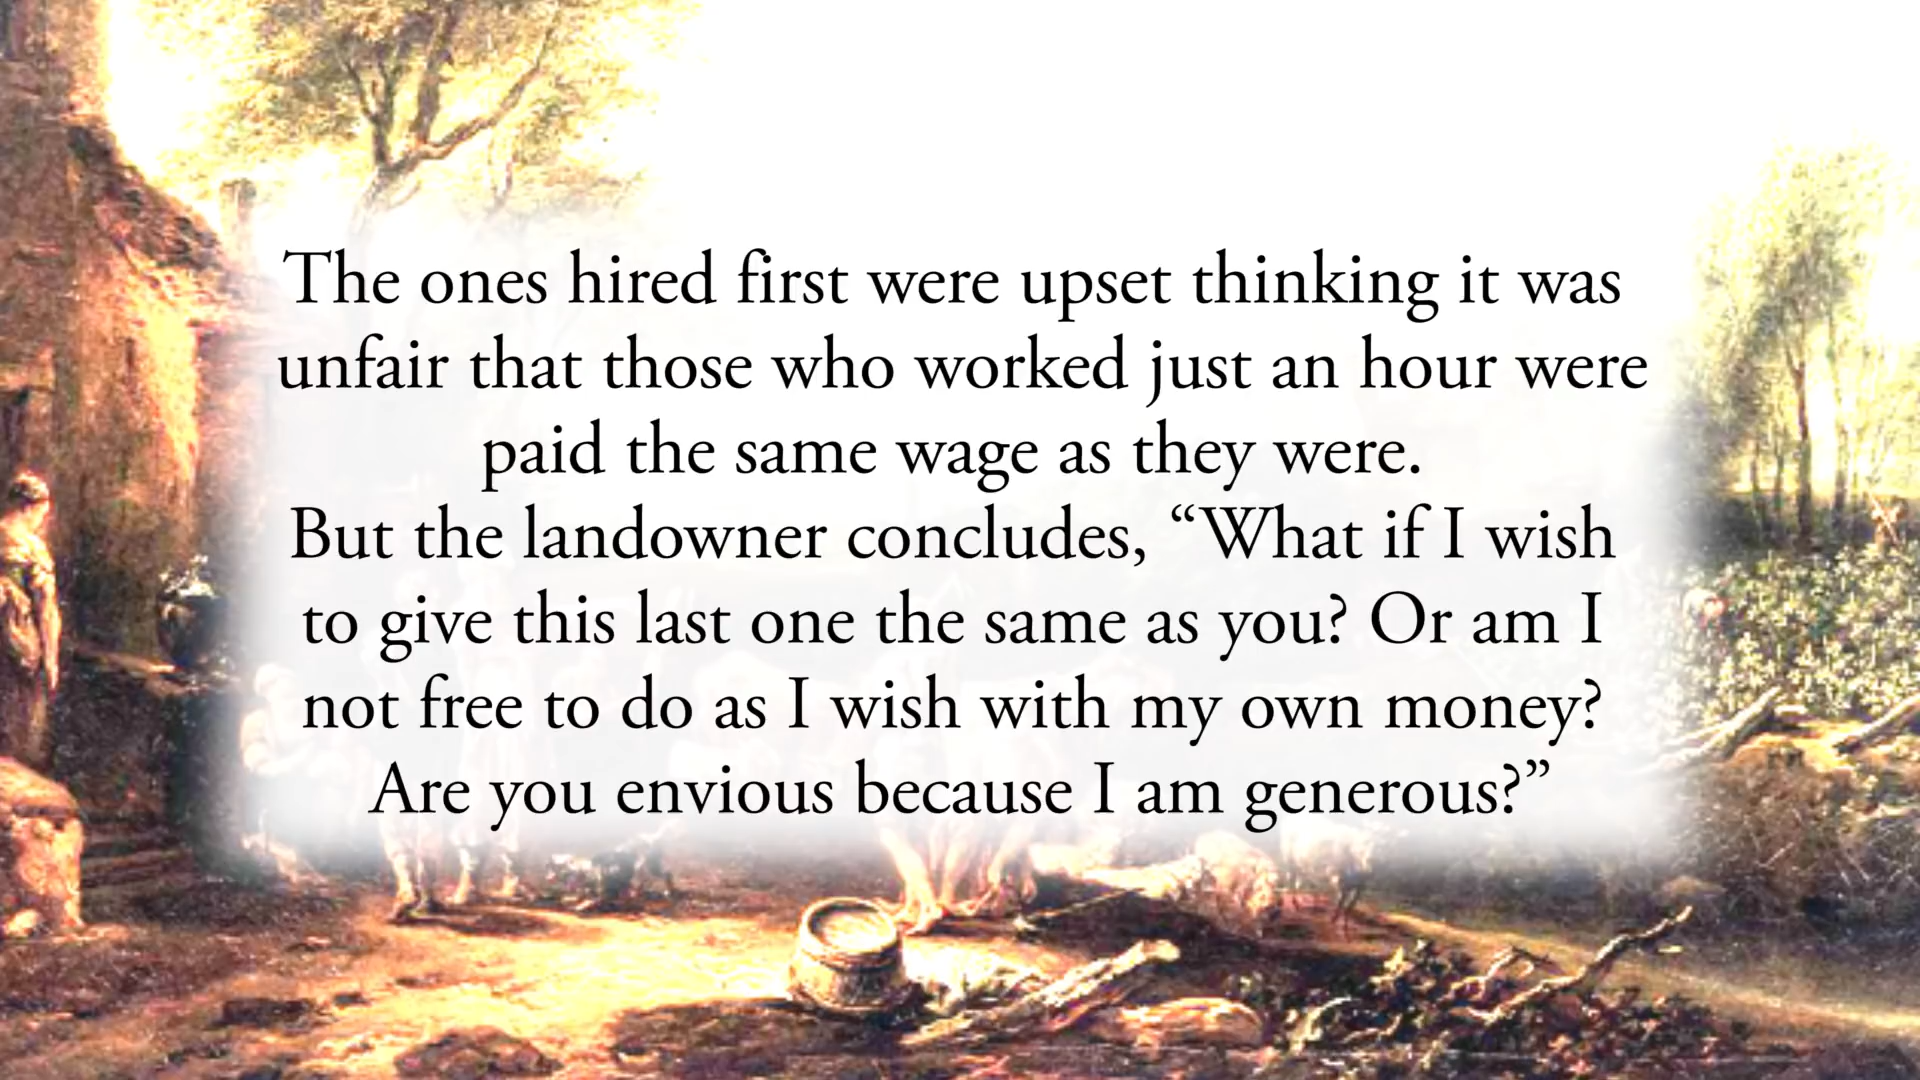 The ones hired first were upset thinking it was
unfair that those who worked just an hour were
paid the same wage as they were.
But the landowner concludes, “What if I wish
to give this last one the same as you? Or am I
not free to do as I wish with my own money?
Are you envious because I am generous?”